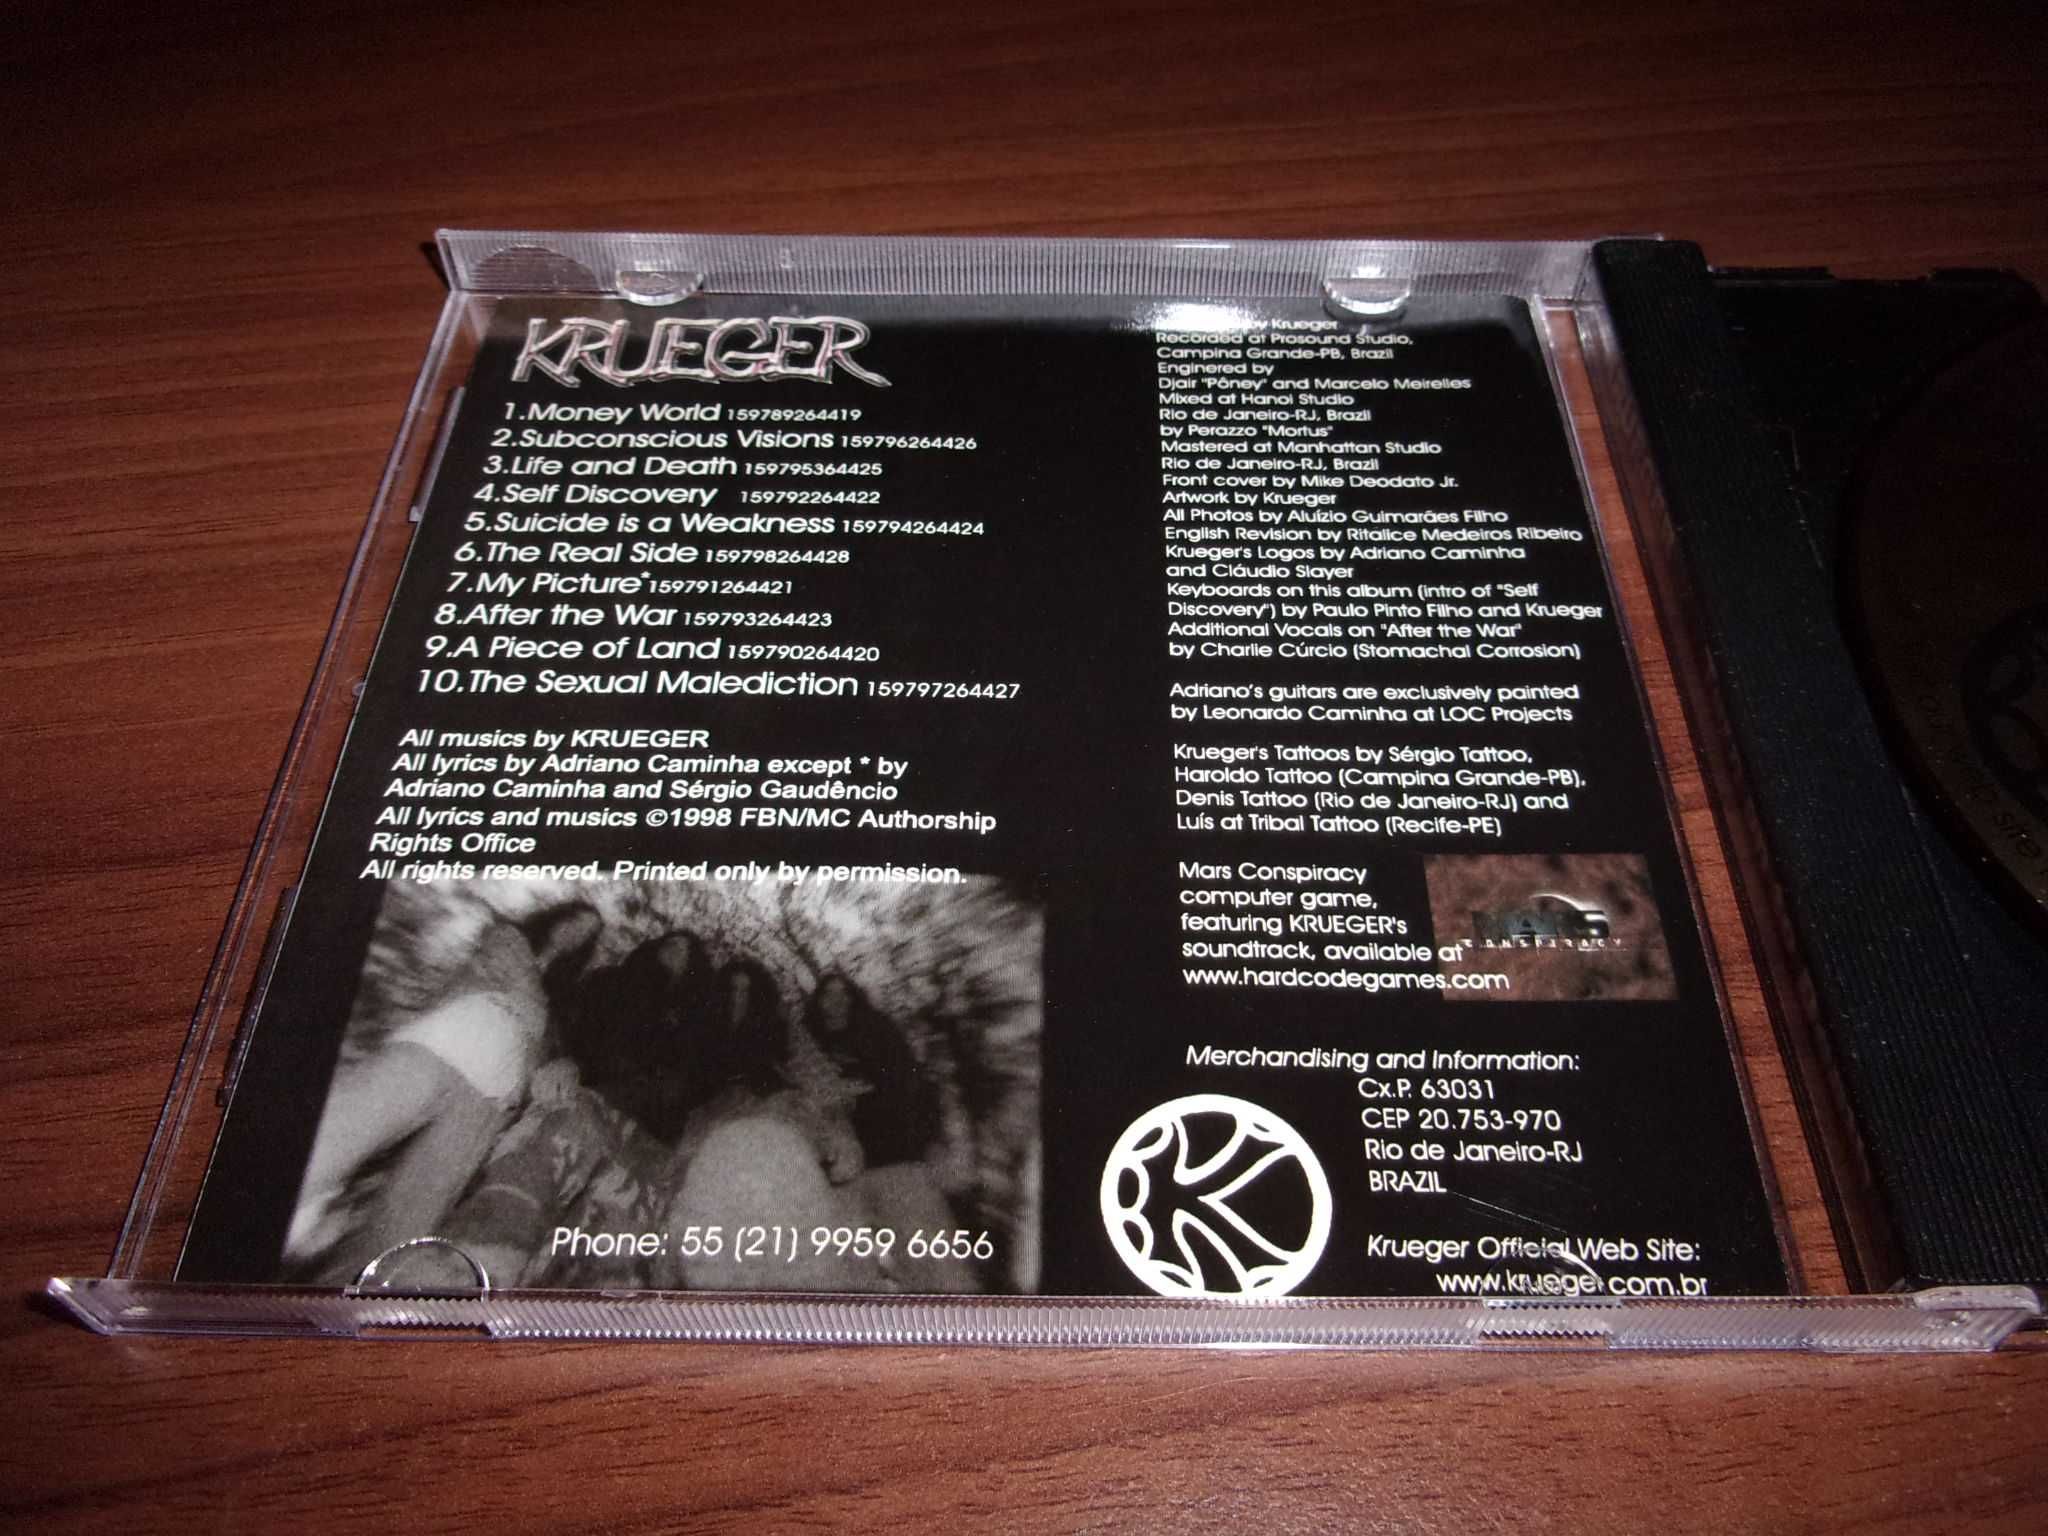 KRUEGER
1.Money World 159789264419
2.Subconscious Visions 159796264426
3.Life and Death 159795364425
4.Self Discovery 159792264422
5.Suicide is a Weakness 159794264424
6.The Real Side 159798264428
7.My Picture* 159791264421
8.After the War 159793264423
9.A Piece of Land 159790264420
10.The Sexual Malediction 159797264427
All musics by KRUEGER
All lyrics by Adriano Caminha except * by
Adriano Caminha and Sérgio Gaudêncio
All lyrics and musics ©1998 FBN/MC Authorship
Rights Office
All rights reserved. Printed only by permission.
Phone: 55 (21) 9959 6656
by Krueger
Recorded at Prosound Studio,
Campina Grande-PB, Brazil
Enginered by
Djair "Pôney" and Marcelo Meirelles
Mixed at Hanoi Studio
Rio de Janeiro-RJ, Brazil
by Perazzo "Mortus"
Mastered at Manhattan Studio
Rio de Janeiro-RJ, Brazil
Front cover by Mike Deodato Jr.
Artwork by Krueger
All Photos by Aluízio Guimarães Filho
English Revision by Ritalice Medeiros Ribeiro
Krueger's Logos by Adriano Caminha
and Cláudio Slayer
Keyboards on this album (intro of "Self
Discovery") by Paulo Pinto Filho and Krueger
Additional Vocals on "After the War"
by Charlie Cúrcio (Stomachal Corrosion)
Adriano's guitars are exclusively painted
by Leonardo Caminha at LOC Projects
Krueger's Tattoos by Sérgio Tattoo,
Haroldo Tattoo (Campina Grande-PB),
Denis Tattoo (Rio de Janeiro-RJ) and
Luís at Tribal Tattoo (Recife-PE)
Mars Conspiracy
computer game,
featuring KRUEGER's
soundtrack, available at
www.hardcodegames.com
MARS
CONSPIRACY
Merchandising and Information:
Cx.P. 63031
CEP 20.753-970
Rio de Janeiro-RJ
BRAZIL
K
Krueger Official Web Site:
www.krueger.com.br